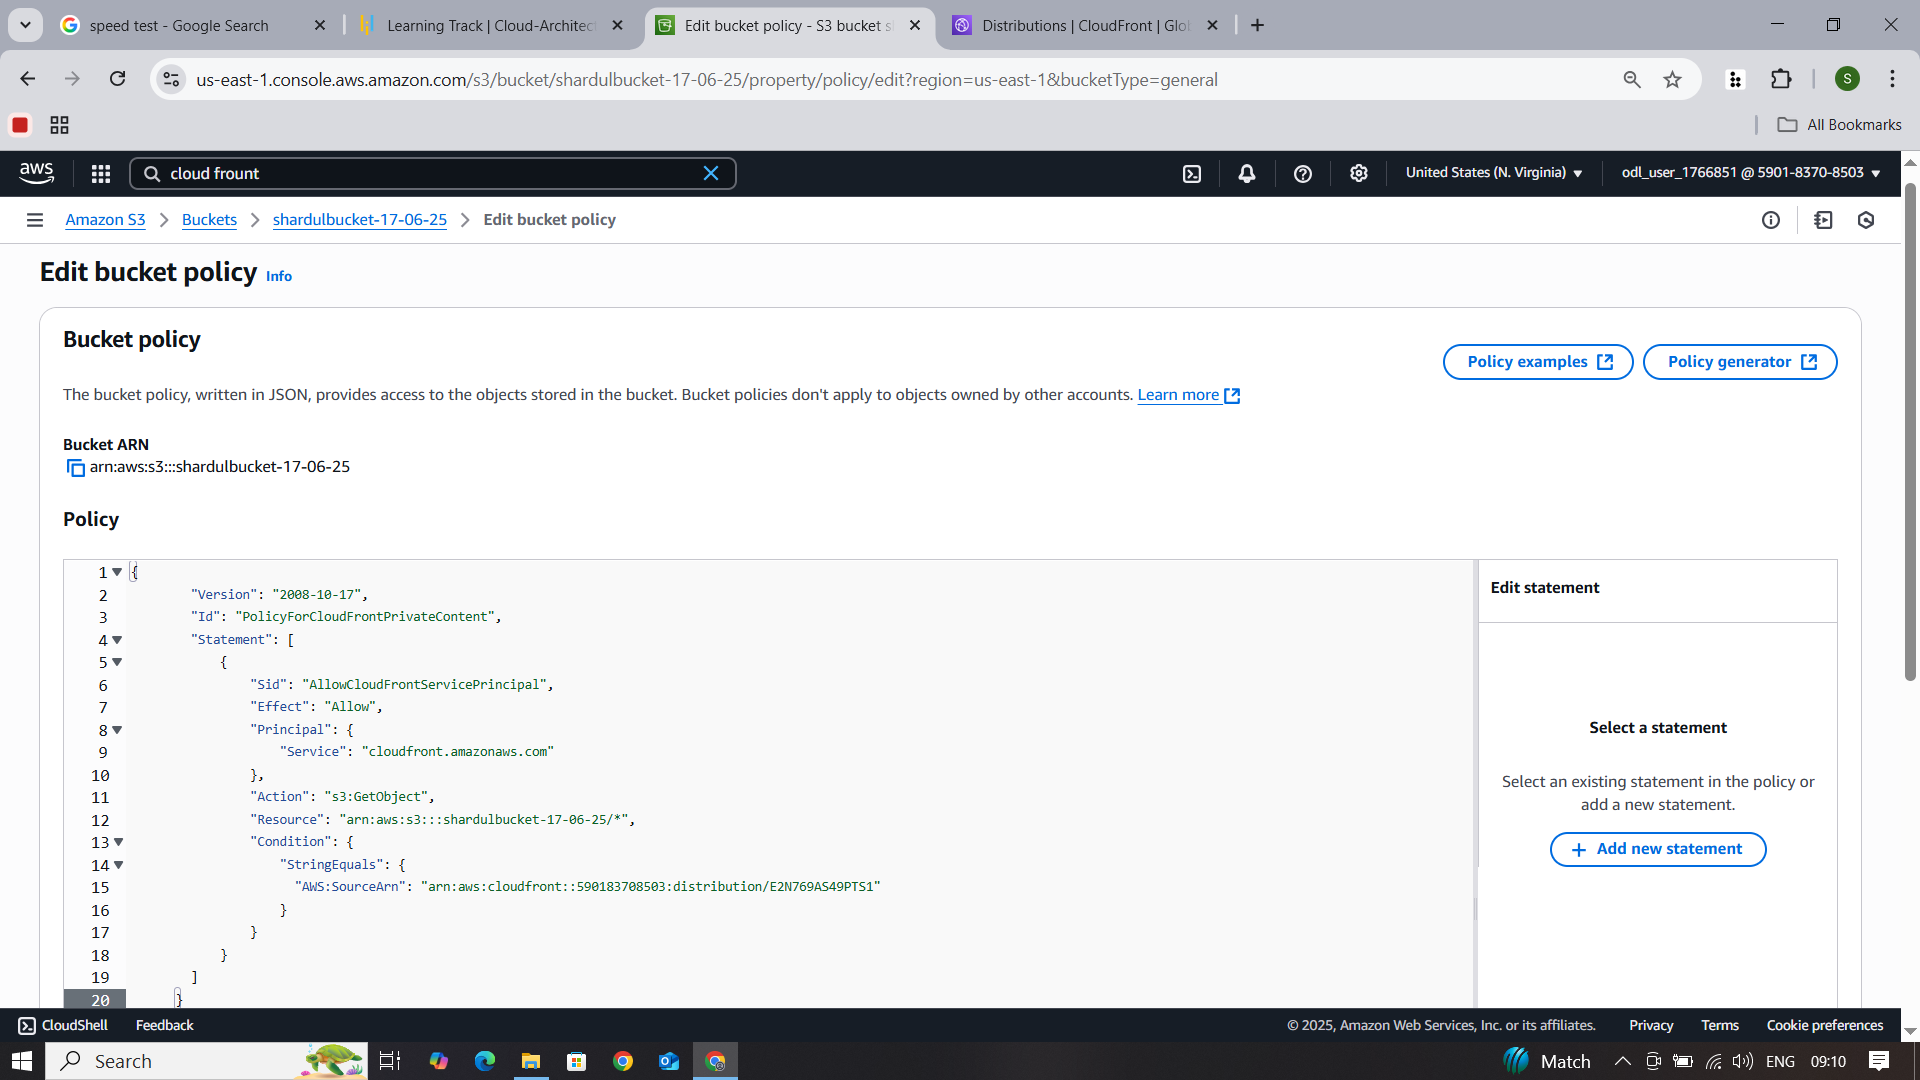 speed test - Google Search
Learning Track | Cloud-Architect
Edit bucket policy - S3 bucket s
Distributions | CloudFront | Glo
us-east-1.console.aws.amazon.com/s3/bucket/shardulbucket-17-06-25/property/policy/edit?region=us-east-1&bucketType=general
S
All Bookmarks
aws
cloud frount
United States (N. Virginia)
odl_user_1766851 @ 5901-8370-8503
Amazon S3
Buckets
shardulbucket-17-06-25
Edit bucket policy
Edit bucket policy Info
Bucket policy
Policy examples
Policy generator
The bucket policy, written in JSON, provides access to the objects stored in the bucket. Bucket policies don't apply to objects owned by other accounts. Learn more
Bucket ARN
arn:aws:s3:::shardulbucket-17-06-25
Policy
1 {
2 "Version": "2008-10-17",
3 "Id": "PolicyForCloudFrontPrivateContent",
4 "Statement": [
5 {
6 "Sid": "AllowCloudFrontServicePrincipal",
7 "Effect": "Allow",
8 "Principal": {
9 "Service": "cloudfront.amazonaws.com"
10 },
11 "Action": "s3:GetObject",
12 "Resource": "arn:aws:s3:::shardulbucket-17-06-25/*",
13 "Condition": {
14 "StringEquals": {
15 "AWS:SourceArn": "arn:aws:cloudfront::590183708503:distribution/E2N769AS49PTS1"
16 }
17 }
18 }
19 ]
20 }
Edit statement
Select a statement
Select an existing statement in the policy or
add a new statement.
+ Add new statement
CloudShell
Feedback
© 2025, Amazon Web Services, Inc. or its affiliates.
Privacy
Terms
Cookie preferences
Search
Match
ENG
09:10